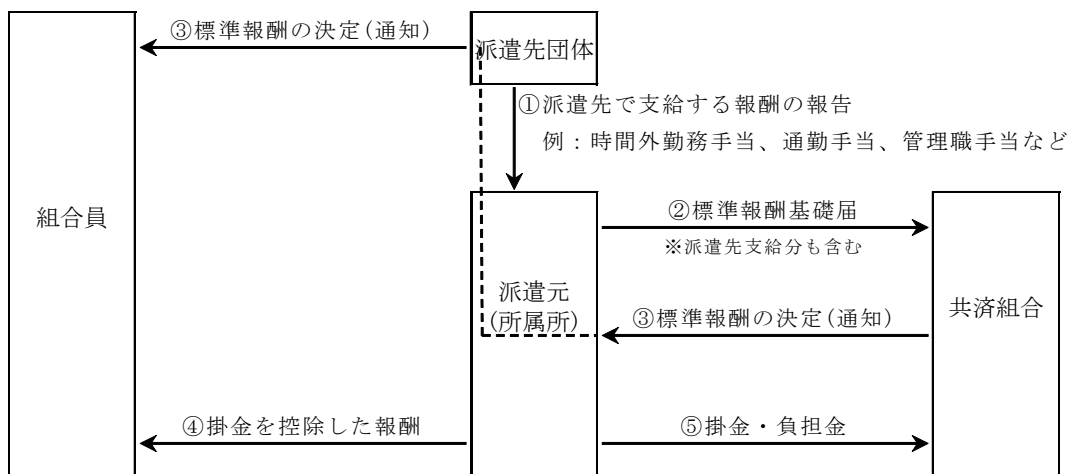 ③標準報酬の決定(通知)
派遣先団体
①派遣先で支給する報酬の報告
例：時間外勤務手当、通勤手当、管理職手当など
組合員
②標準報酬基礎届
※派遣先支給分も含む
派遣元
(所属所)
③標準報酬の決定(通知)
共済組合
④掛金を控除した報酬
⑤掛金・負担金